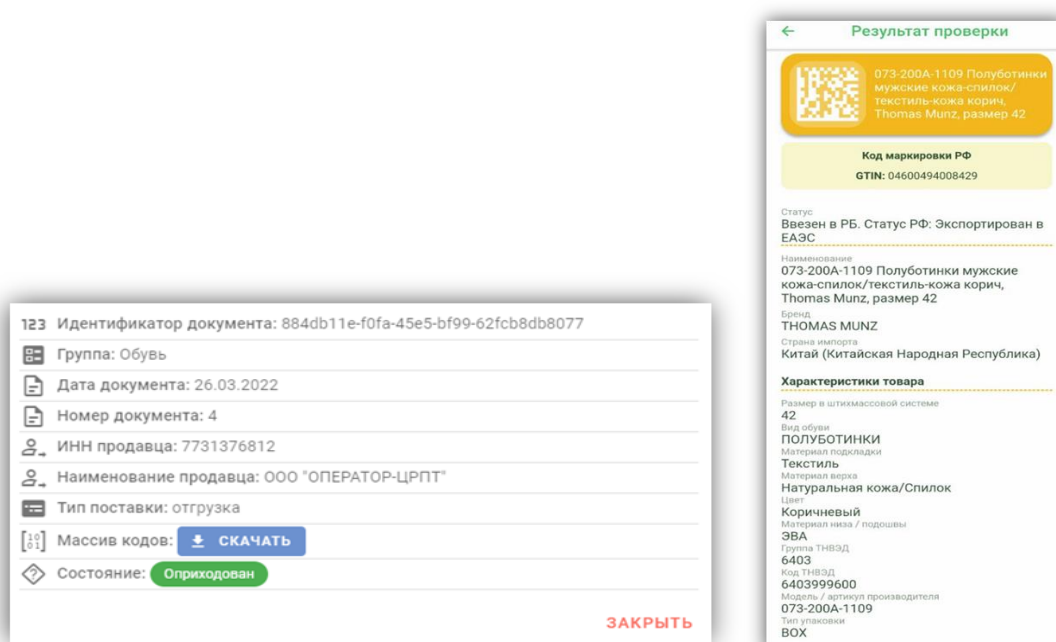 123 Идентификатор документа: 884db11e-f0fa-45e5-bf99-62fcb8db8077
Группа: Обувь
Дата документа: 26.03.2022
Номер документа: 4
ИНН продавца: 7731376812
Наименование продавца: ООО "ОПЕРАТОР-ЦРПТ"
Тип поставки: отгрузка
Массив кодов: СКАЧАТЬ
Состояние: Оприходован
ЗАКРЫТЬ
Результат проверки
073-200A-1109 Полуботинки
мужские кожа-спилок/
текстиль-кожа корич,
Thomas Munz, размер 42
Код маркировки РФ
GTIN: 04600494008429
Статус
Ввезен в РБ. Статус РФ: Экспортирован в
ЕАЭС
Наименование
073-200A-1109 Полуботинки мужские
кожа-спилок/текстиль-кожа корич,
Thomas Munz, размер 42
Бренд
THOMAS MUNZ
Страна импорта
Китай (Китайская Народная Республика)
Характеристики товара
Размер в штихмассовой системе
42
Вид обуви
ПОЛУБОТИНКИ
Материал подкладки
Текстиль
Материал верха
Натуральная кожа/Спилок
Цвет
Коричневый
Материал низа / подошвы
ЭВА
Группа ТНВЭД
6403
Код ТНВЭД
6403999600
Модель / артикул производителя
073-200A-1109
Тип упаковки
BOX